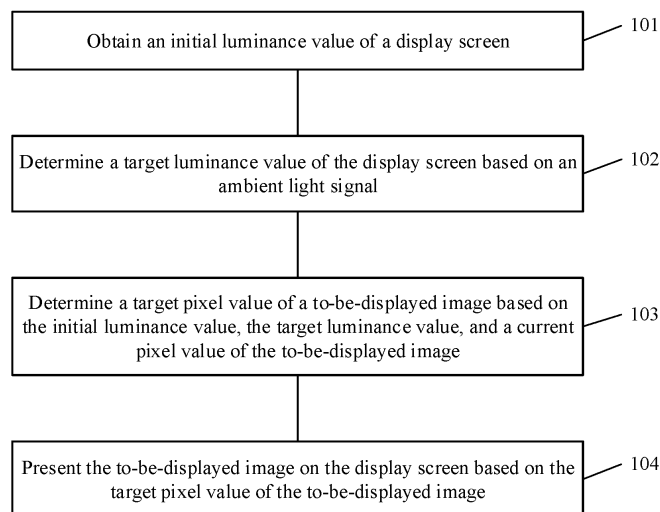 Obtain an initial luminance value of a display screen
101
Determine a target luminance value of the display screen based on an
ambient light signal
102
Determine a target pixel value of a to-be-displayed image based on
the initial luminance value, the target luminance value, and a current
pixel value of the to-be-displayed image
103
Present the to-be-displayed image on the display screen based on the
target pixel value of the to-be-displayed image
104